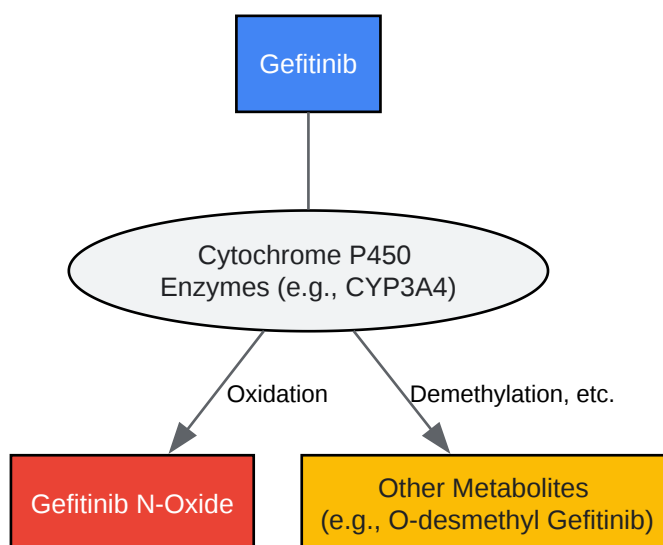 Gefitinib
Cytochrome P450
Enzymes (e.g., CYP3A4)
Oxidation
Demethylation, etc.
Gefitinib N-Oxide
Other Metabolites
(e.g., O-desmethyl Gefitinib)